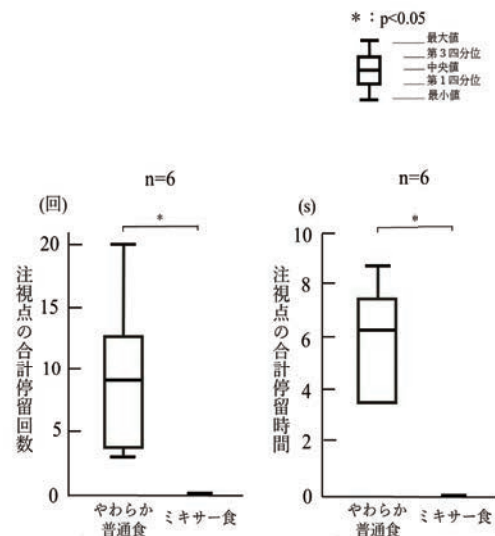 *：p<0.05
最大値
第3四分位
中央値
第1四分位
最小値
n=6
(回)
*
20
15
10
5
0
注視点の合計停留回数
やわらか
普通食
ミキサー食
n=6
(s)
*
10
8
6
4
2
0
注視点の合計停留時間
やわらか
普通食
ミキサー食